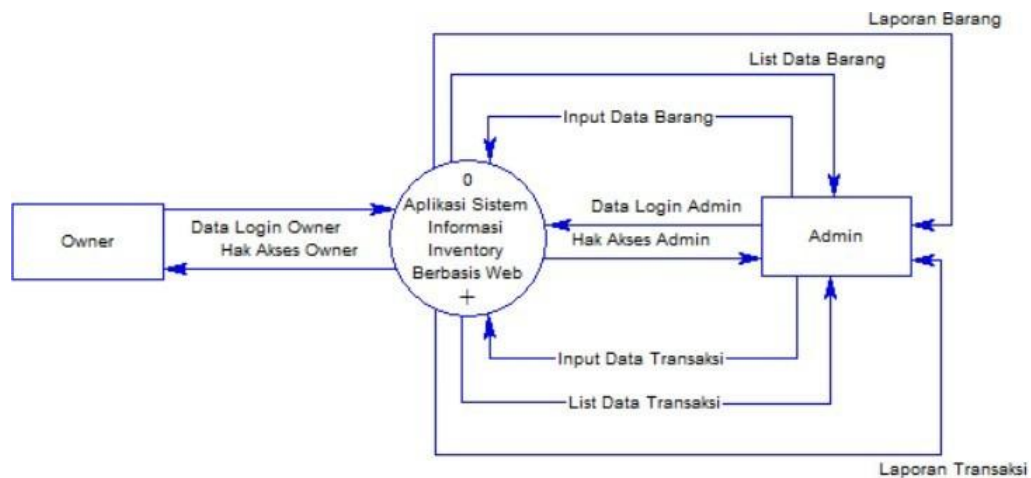 Laporan Barang
List Data Barang
Input Data Barang
0
Aplikasi Sistem
Informasi
Inventory
Berbasis Web
+
Owner
Data Login Owner
Hak Akses Owner
Data Login Admin
Hak Akses Admin
Admin
Input Data Transaksi
List Data Transaksi
Laporan Transaksi